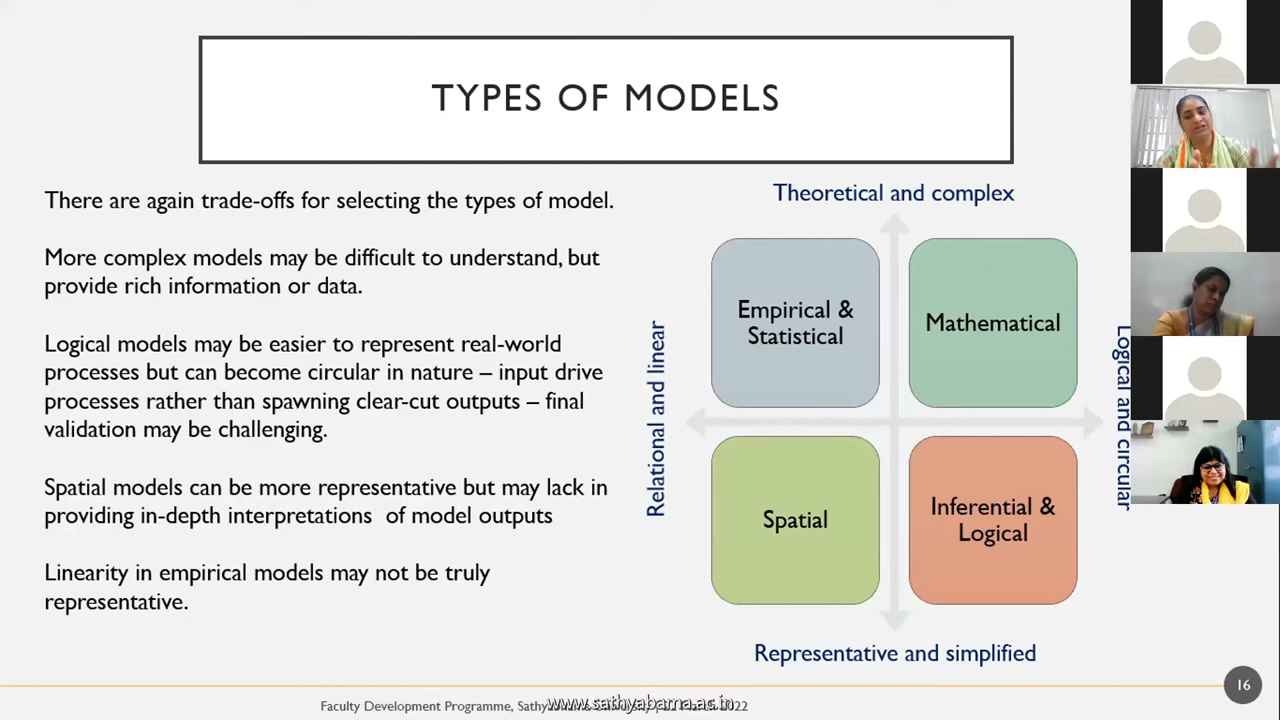 TYPES OF MODELS
There are again trade-offs for selecting the types of model.
More complex models may be difficult to understand, but
provide rich information or data.
Logical models may be easier to represent real-world
processes but can become circular in nature – input drive
processes rather than spawning clear-cut outputs – final
validation may be challenging.
Spatial models can be more representative but may lack in
providing in-depth interpretations of model outputs
Linearity in empirical models may not be truly
representative.
Theoretical and complex
Relational and linear
Empirical &
Statistical
Mathematical
Logical and circular
Spatial
Inferential &
Logical
Representative and simplified
16
Faculty Development Programme, March 2022
www.sathyabama.ac.in